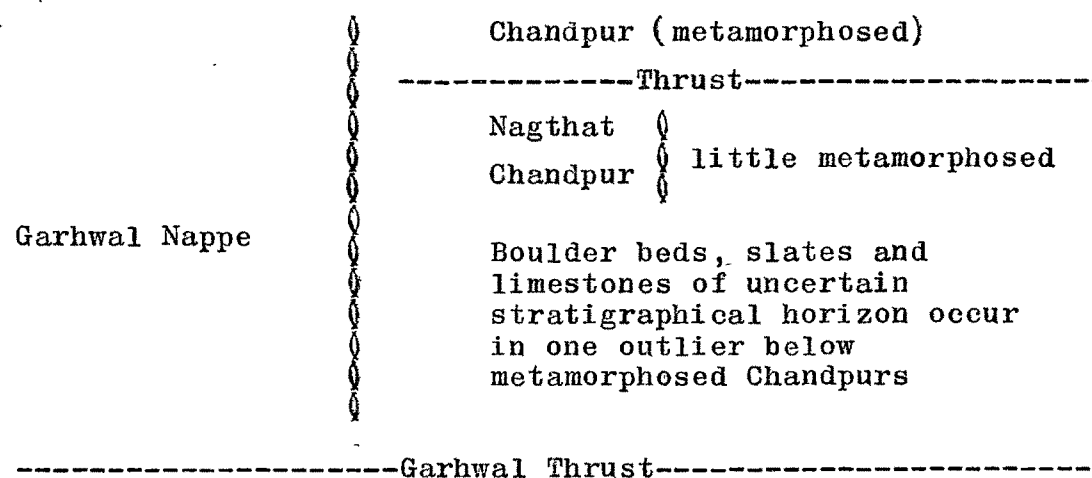 Chandpur (metamorphosed)
--------------Thrust-------------------
Nagthat
Chandpur
little metamorphosed
Garhwal Nappe
Boulder beds, slates and
limestones of uncertain
stratigraphical horizon occur
in one outlier below
metamorphosed Chandpurs
---------------------Garhwal Thrust------------------------